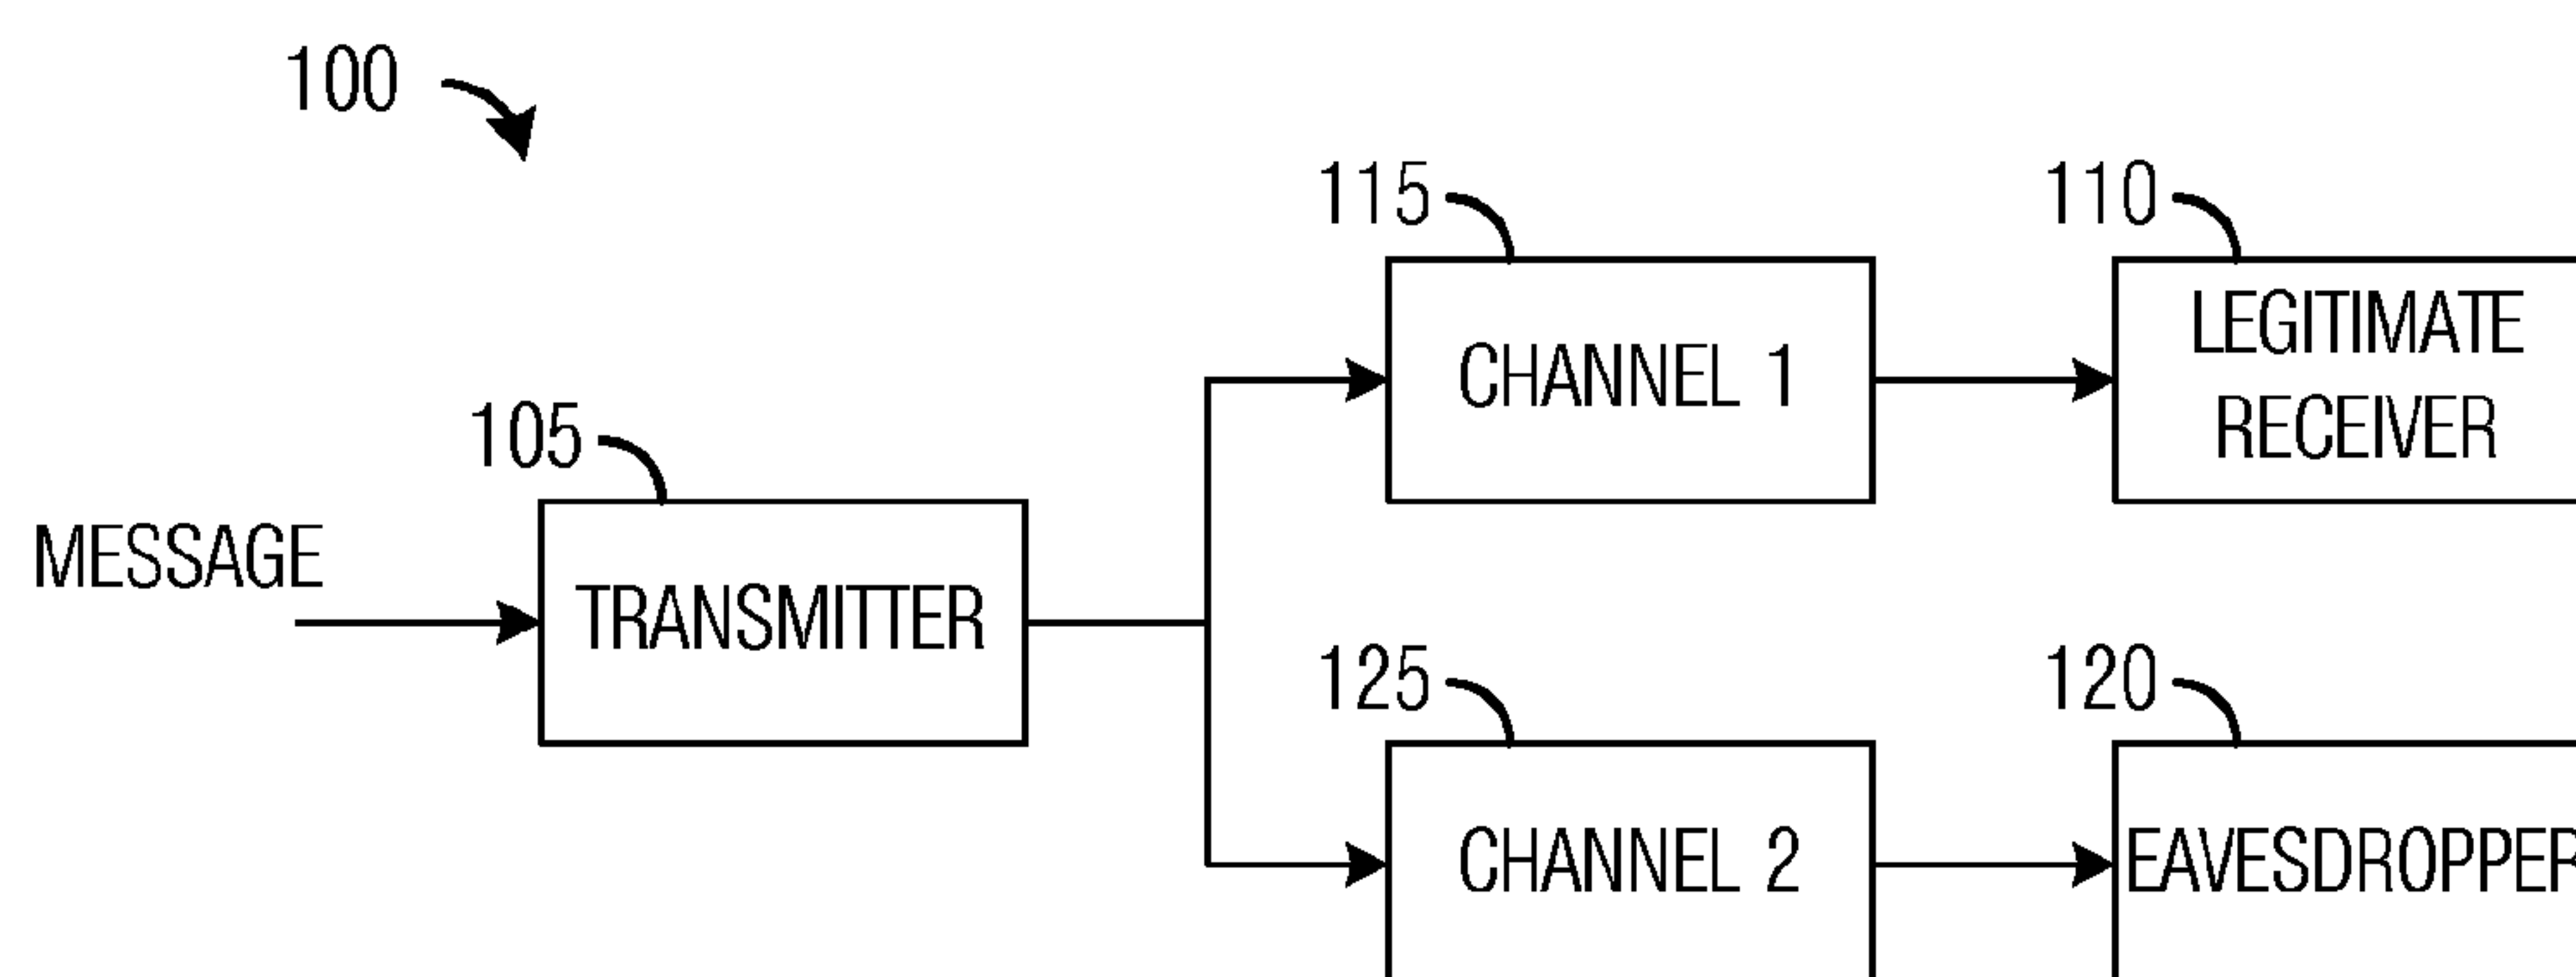 100
115
110
CHANNEL 1
LEGITIMATE
RECEIVER
105
MESSAGE
TRANSMITTER
125
120
CHANNEL 2
EAVESDROPPER